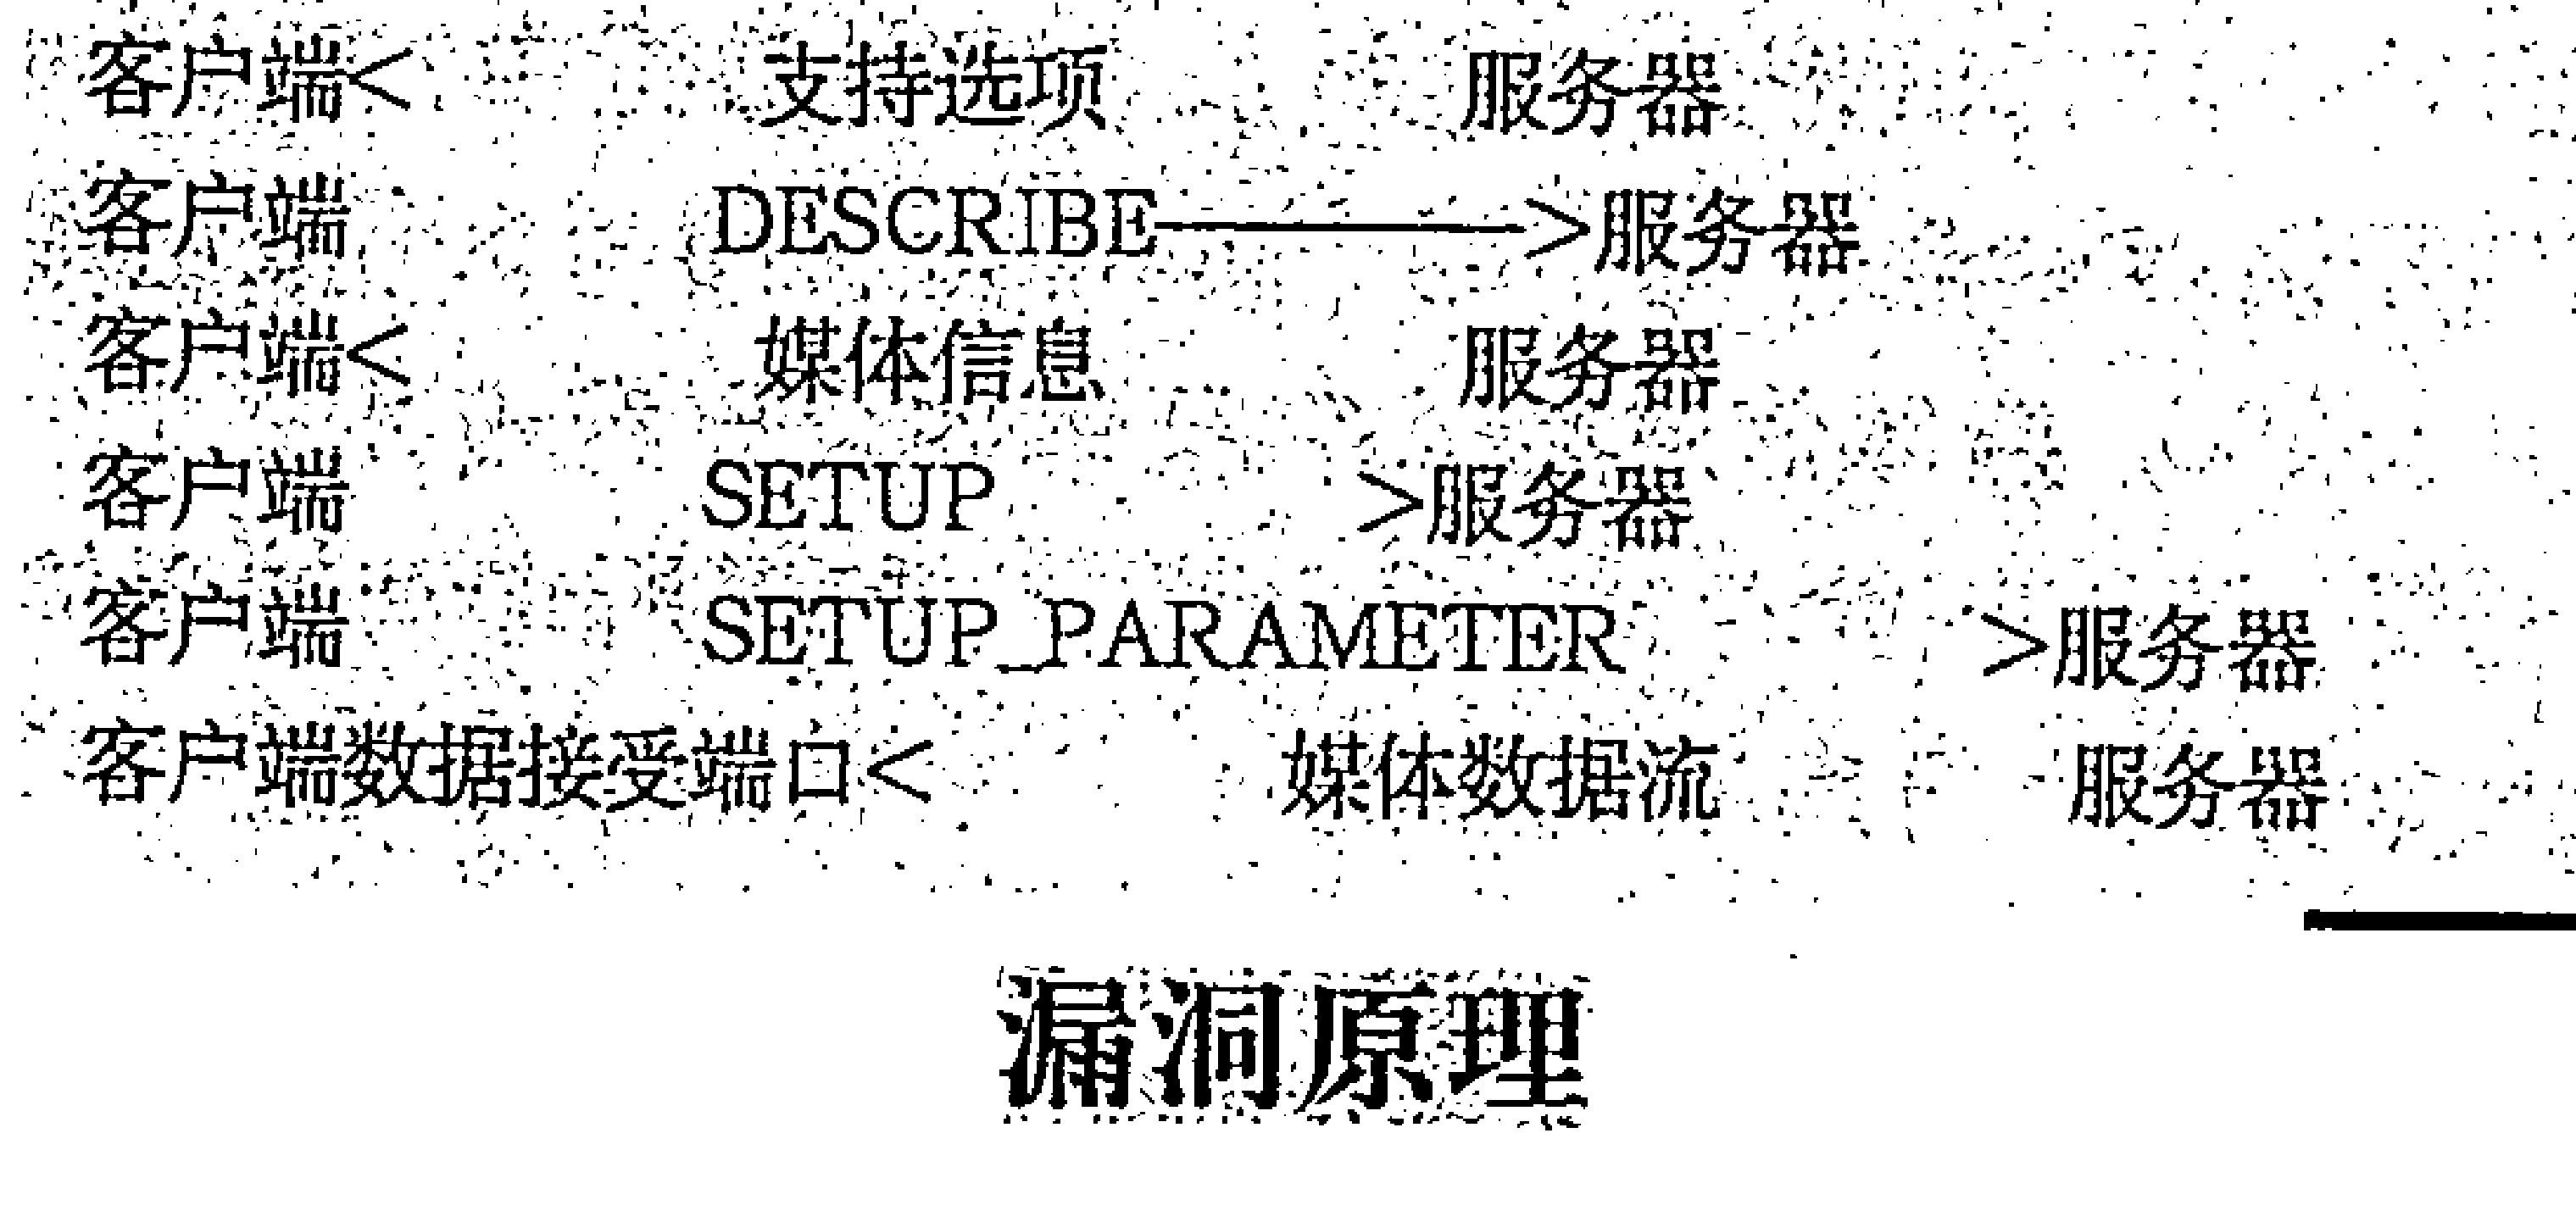 客户端<          支持选项          服务器
客户端          DESCRIBE————>服务器
客户端<          媒体信息          服务器
客户端          SETUP          >服务器
客户端          SETUP_PARAMETER          >服务器
客户端数据接受端口<          媒体数据流          服务器
漏洞原理